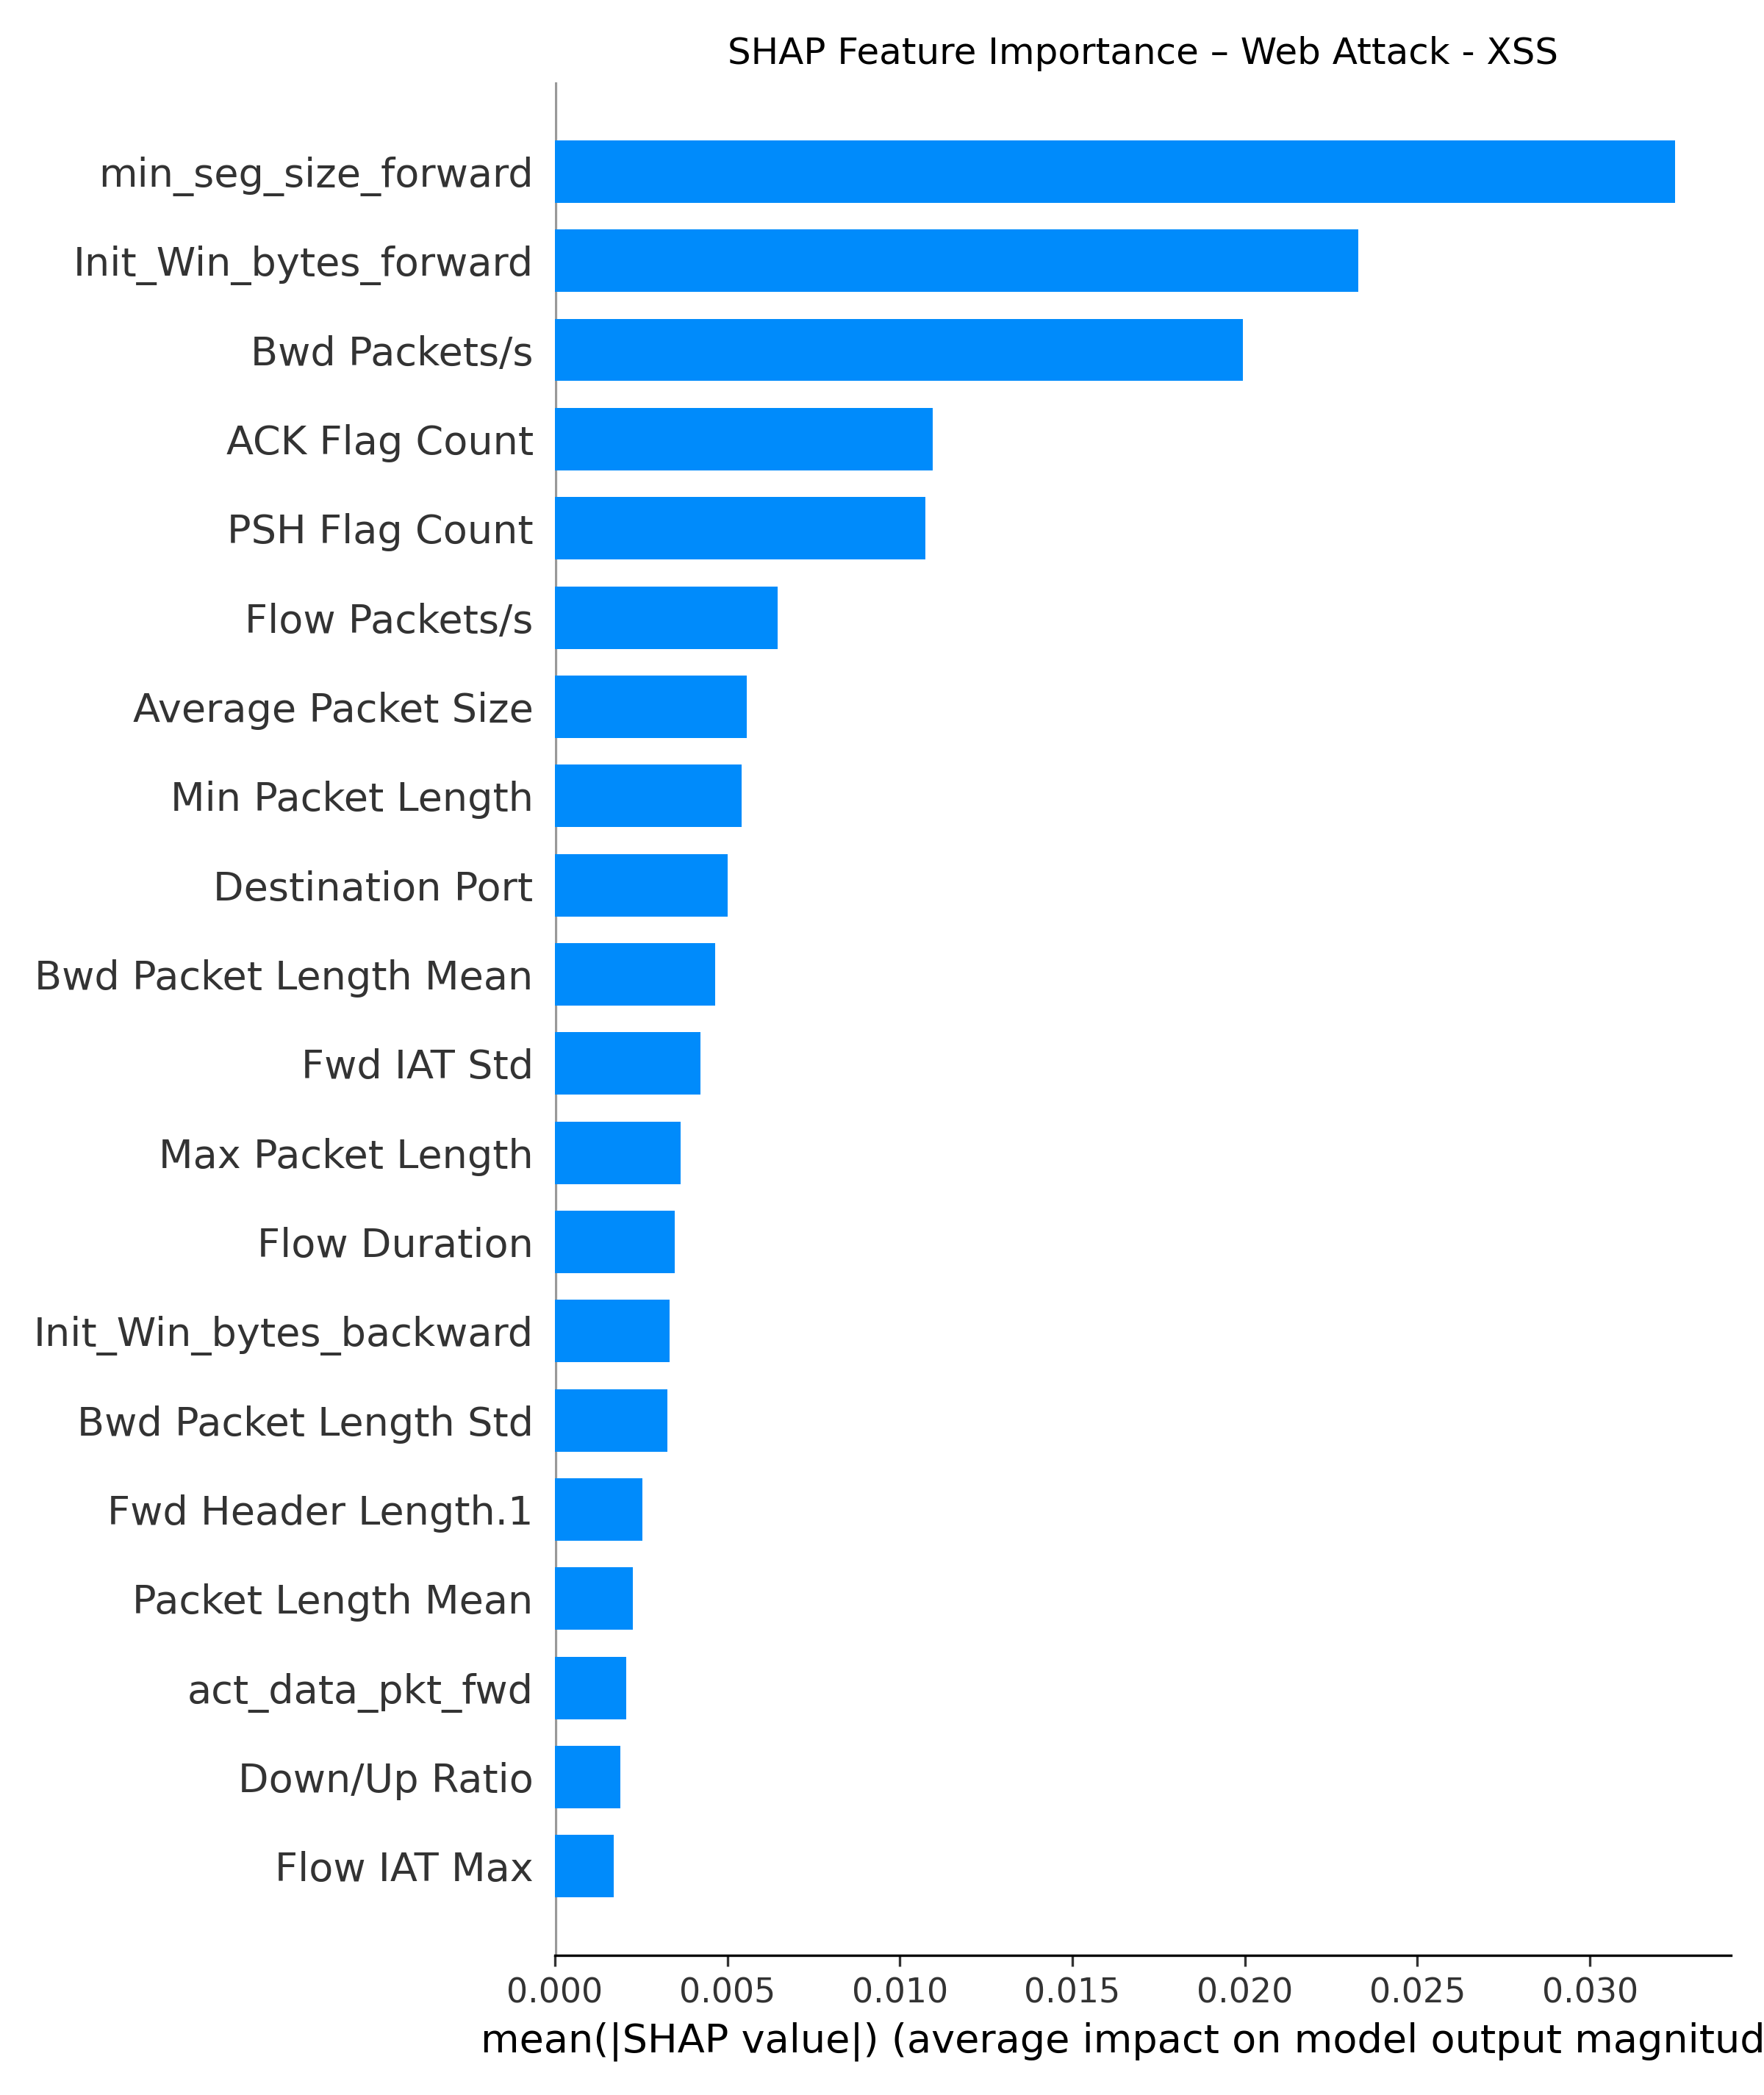 SHAP Feature Importance – Web Attack - XSS
min_seg_size_forward
Init_Win_bytes_forward
Bwd Packets/s
ACK Flag Count
PSH Flag Count
Flow Packets/s
Average Packet Size
Min Packet Length
Destination Port
Bwd Packet Length Mean
Fwd IAT Std
Max Packet Length
Flow Duration
Init_Win_bytes_backward
Bwd Packet Length Std
Fwd Header Length.1
Packet Length Mean
act_data_pkt_fwd
Down/Up Ratio
Flow IAT Max
0.000 0.005 0.010 0.015 0.020 0.025 0.030
mean(|SHAP value|) (average impact on model output magnitud